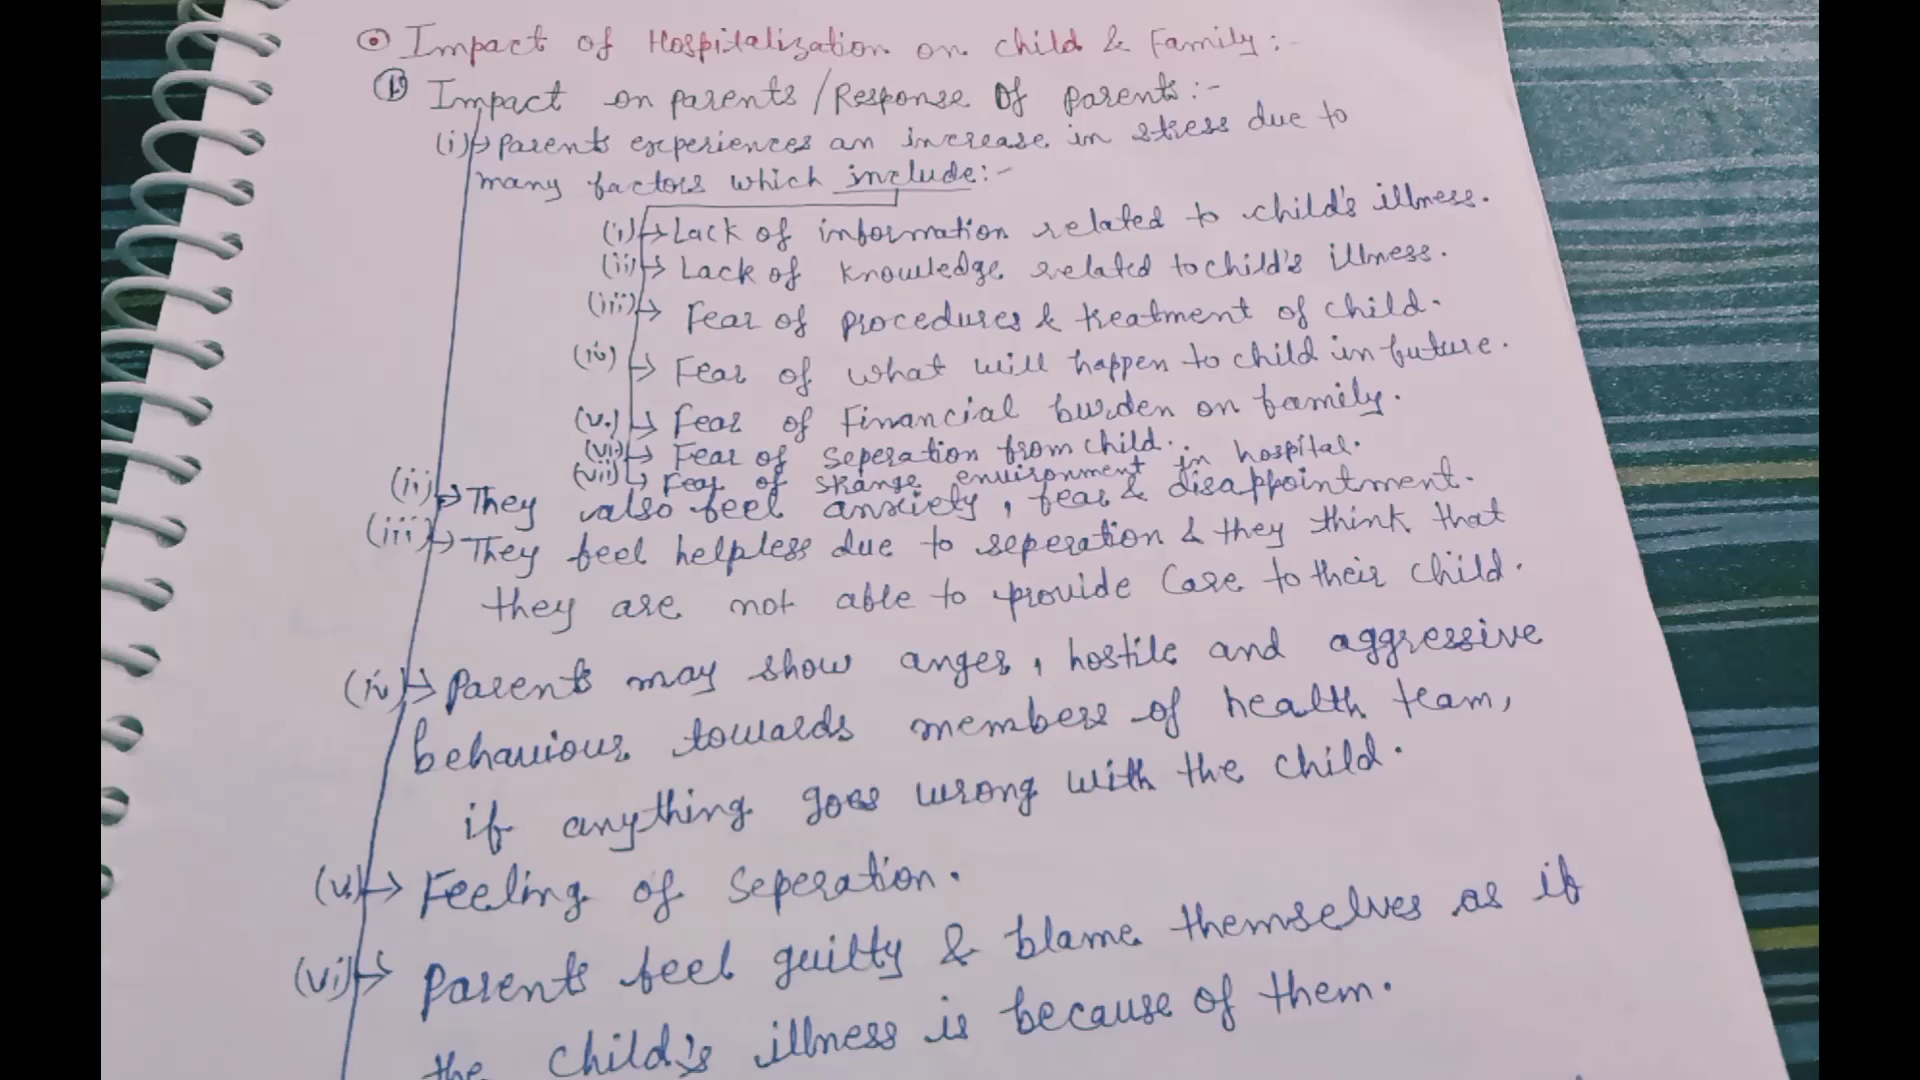 ⊙ Impact of Hospitalization on child & Family :-
① Impact on parents / Response of parents :-
(i) → Parents experiences an increase in stress due to
many factors which include :-
(i) → Lack of information related to child's illness.
(ii) → Lack of knowledge related to child's illness.
(iii) → Fear of procedures & treatment of child.
(iv) → Fear of what will happen to child in future.
(v.) → Fear of Financial burden on family.
(vi) → Fear of seperation from child.
(vii) → Fear of strange environment in hospital.
(ii) → They also feel anxiety, fear & disappointment.
(iii) → They feel helpless due to seperation & they think that
they are not able to provide care to their child.
(iv) → Parents may show anger, hostile and aggressive
behaviour towards members of health team,
if anything goes wrong with the child.
(v.) → Feeling of seperation.
(vi) → Parents feel guilty & blame themselves as if
the child's illness is because of them.